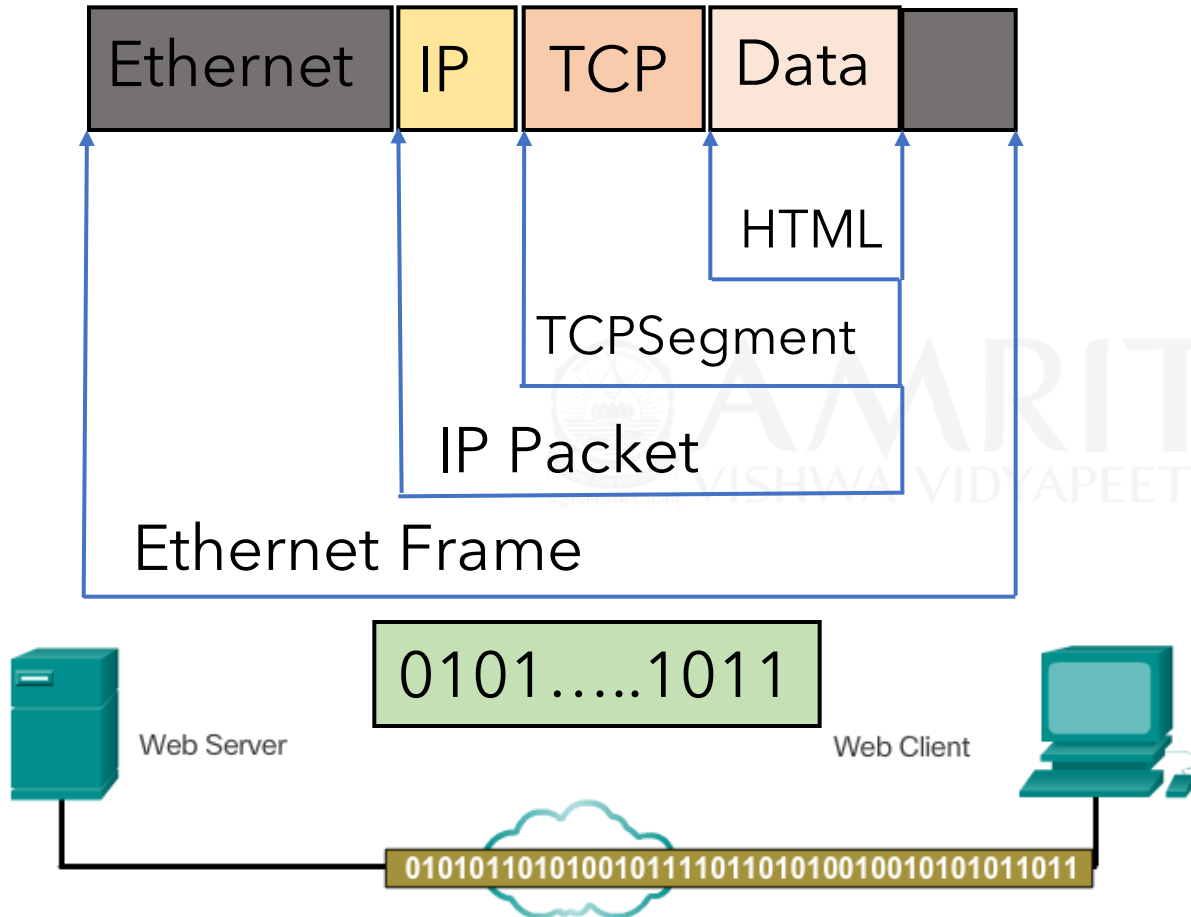 Ethernet IP TCP Data
HTML
TCPSegment
AMRIT
IP Packet
VISHWA VIDYAPEET
Ethernet Frame
0101.....1011
Web Server
Web Client
010101101010010111101101010010010101011011